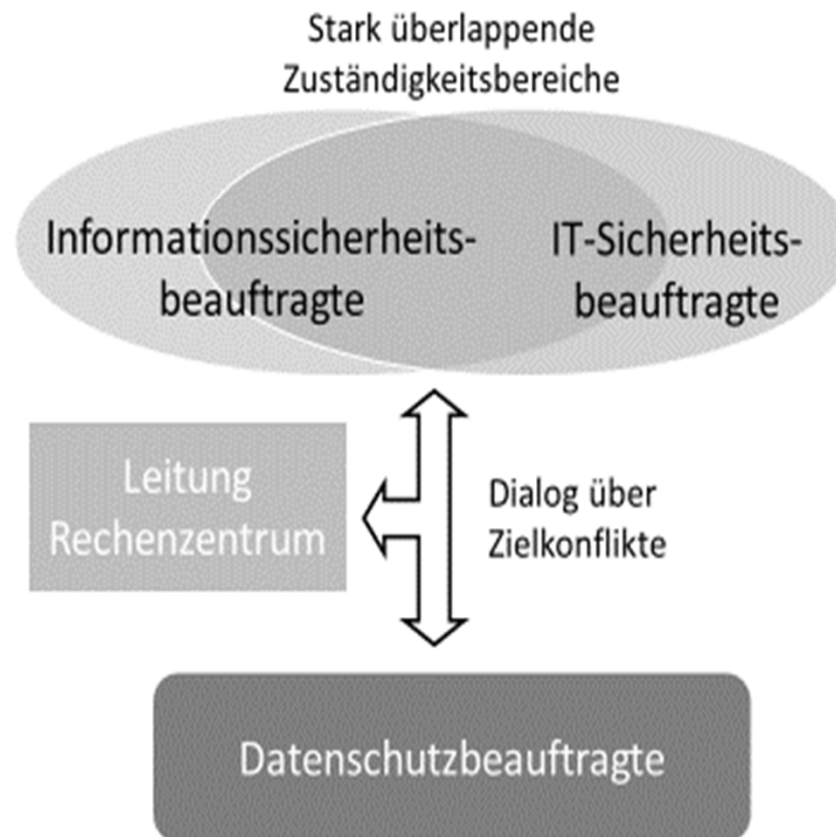 Stark überlappende
Zuständigkeitsbereiche
Informationssicherheits-
beauftragte
IT-Sicherheits-
beauftragte
Leitung
Rechenzentrum
Dialog über
Zielkonflikte
Datenschutzbeauftragte